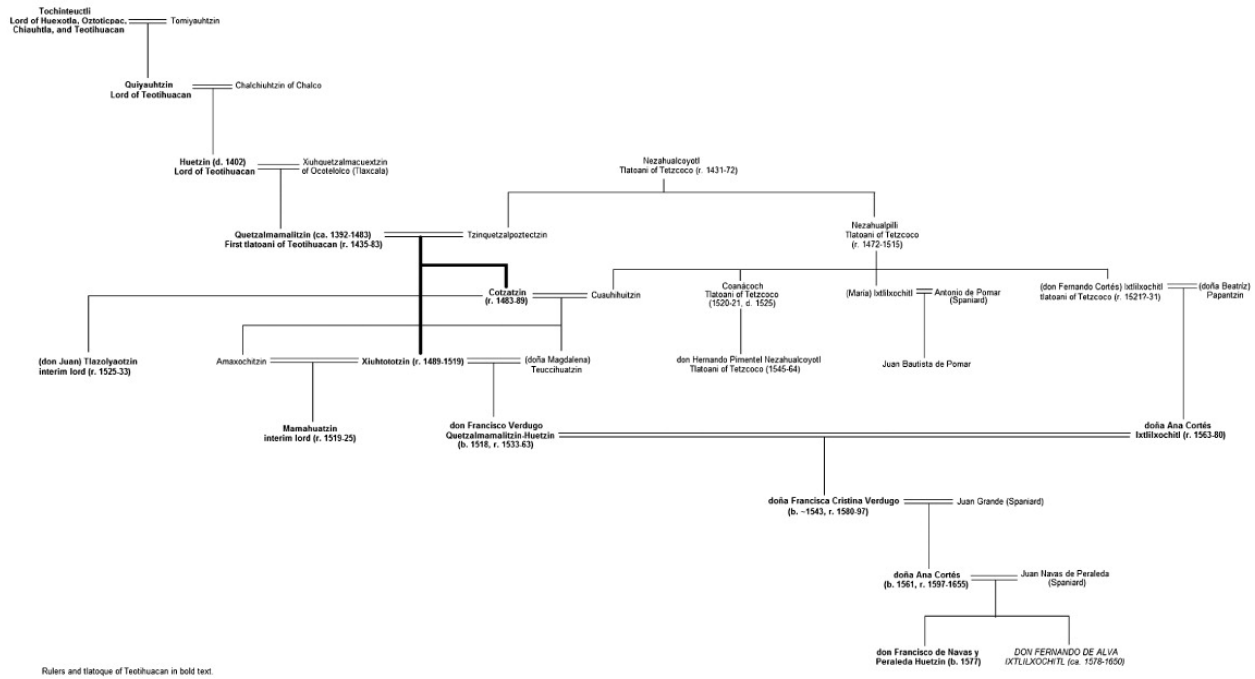 Tochinteuctli
Lord of Huexotla, Oztoticpac,
Chiauhtla, and Teotihuacan
Tomiyauhtzin
Quiyauhtzin
Lord of Teotihuacan
Chalchiuhtzin of Chalco
Huetzin (d. 1402)
Lord of Teotihuacan
Xiuhquetzalmacuextzin
of Ocotelolco (Tlaxcala)
Nezahualcoyotl
Tlatoani of Tetzcoco (r. 1431-72)
Quetzalmamalitzin (ca. 1392-1483)
First tlatoani of Teotihuacan (r. 1435-83)
Tzinquetzalpoztectzin
Nezahualpilli
Tlatoani of Tetzcoco
(r. 1472-1515)
Cotzatzin
(r. 1483-89)
Cuauhihuitzin
Coanácoch
Tlatoani of Tetzcoco
(1520-21, d. 1525)
(María) Ixtlilxochitl
Antonio de Pomar
(Spaniard)
(don Fernando Cortés) Ixtlilxochitl
tlatoani of Tetzcoco (r. 1521?-31)
(doña Beatríz)
Papantzin
(don Juan) Tlazolyaotzin
interim lord (r. 1525-33)
Amaxochitzin
Xiuhtototzin (r. 1489-1519)
(doña Magdalena)
Teuccihuatzin
don Hernando Pimentel Nezahualcoyotl
Tlatoani of Tetzcoco (1545-64)
Juan Bautista de Pomar
Mamahuatzin
interim lord (r. 1519-25)
don Francisco Verdugo
Quetzalmamalitzin-Huetzin
(b. 1518, r. 1533-63)
doña Ana Cortés
Ixtlilxochitl (r. 1563-80)
doña Francisca Cristina Verdugo
(b. ~1543, r. 1580-97)
Juan Grande (Spaniard)
doña Ana Cortés
(b. 1561, r. 1597-1655)
Juan Navas de Peraleda
(Spaniard)
don Francisco de Navas y
Peraleda Huetzin (b. 1577)
DON FERNANDO DE ALVA
IXTLILXOCHITL (ca. 1578-1650)
Rulers and tlatoque of Teotihuacan in bold text.